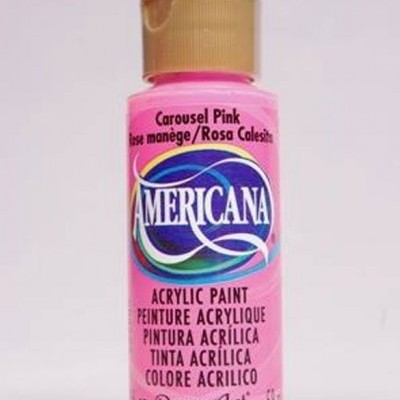 Carousel Pink
Rose manège/Rosa Calesita
AMERICANA
ACRYLIC PAINT
PEINTURE ACRYLIQUE
PINTURA ACRÍLICA
TINTA ACRÍLICA
COLORE ACRILICO